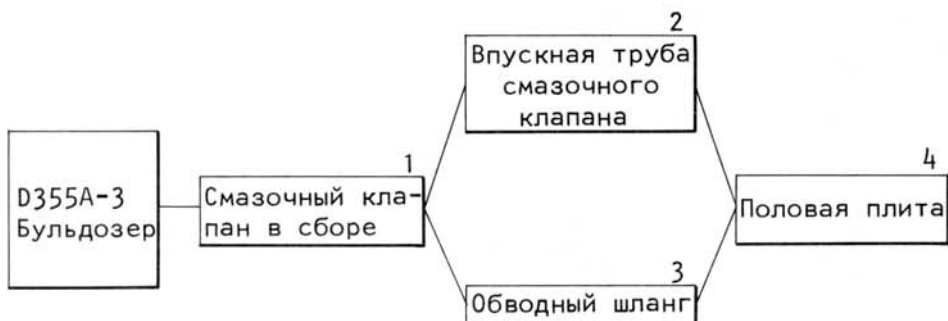 D355A-3
Бульдозер
1
Смазочный кла-
пан в сборе
2
Впускная труба
смазочного
клапана
3
Обводный шланг
4
Половая плита